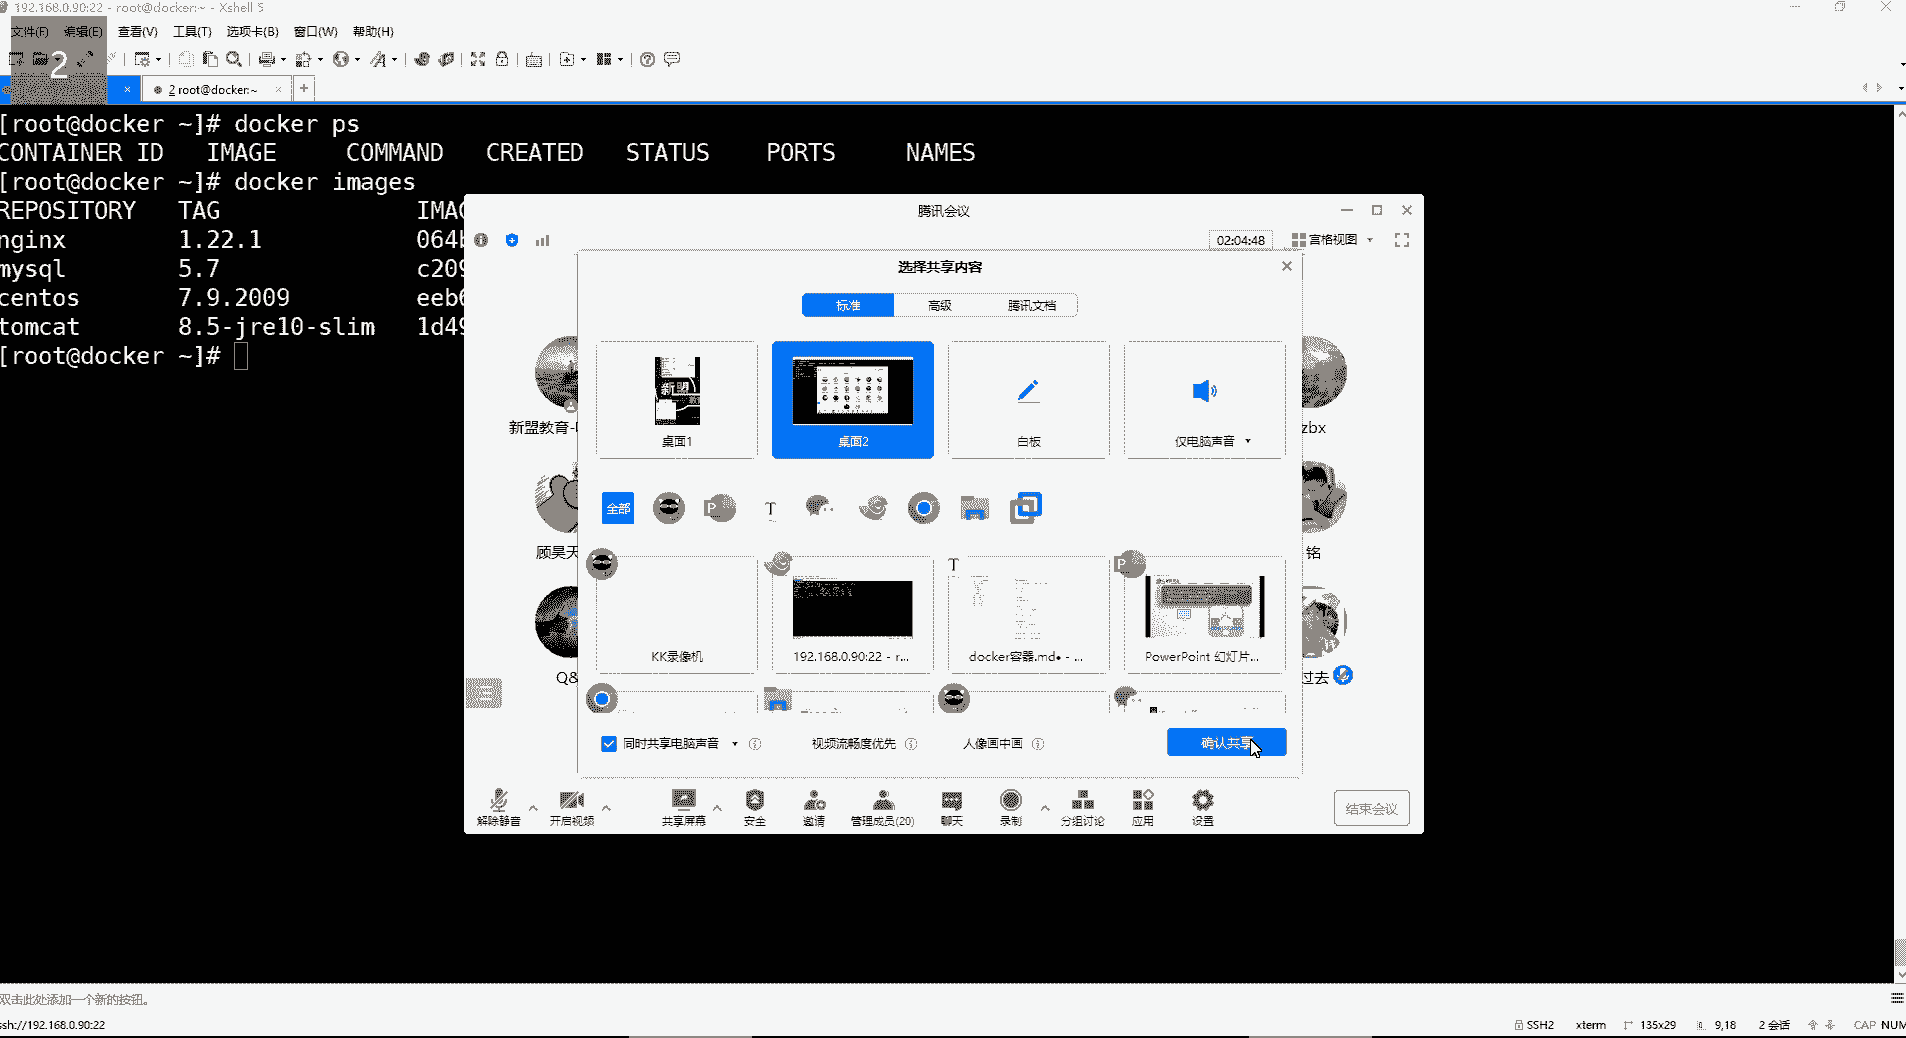 192.168.0.90:22 - root@docker:~ - Xshell 5
文件(F) 编辑(E) 查看(V) 工具(T) 选项卡(B) 窗口(W) 帮助(H)
2
2 root@docker:~
[root@docker ~]# docker ps
CONTAINER ID IMAGE COMMAND CREATED STATUS PORTS NAMES
[root@docker ~]# docker images
REPOSITORY TAG IMAG
nginx 1.22.1 064b
mysql 5.7 c209
centos 7.9.2009 eeb6
tomcat 8.5-jre10-slim 1d49
[root@docker ~]#
腾讯会议
02:04:48 宫格视图
选择共享内容
标准 高级 腾讯文档
桌面1 桌面2 白板 仅电脑声音
新盟教育- zbx
全部
顾昊天 铭
KK录像机 192.168.0.90:22 - r... docker容器.md• - ... PowerPoint 幻灯片...
Q& 过去
同时共享电脑声音 视频流畅度优先 人像画中画 确认共享
解除静音 开启视频 共享屏幕 安全 邀请 管理成员(20) 聊天 录制 分组讨论 应用 设置 结束会议
双击此处添加一个新的按钮。
ssh://192.168.0.90:22 SSH2 xterm 135x29 9,18 2 会话 CAP NUM